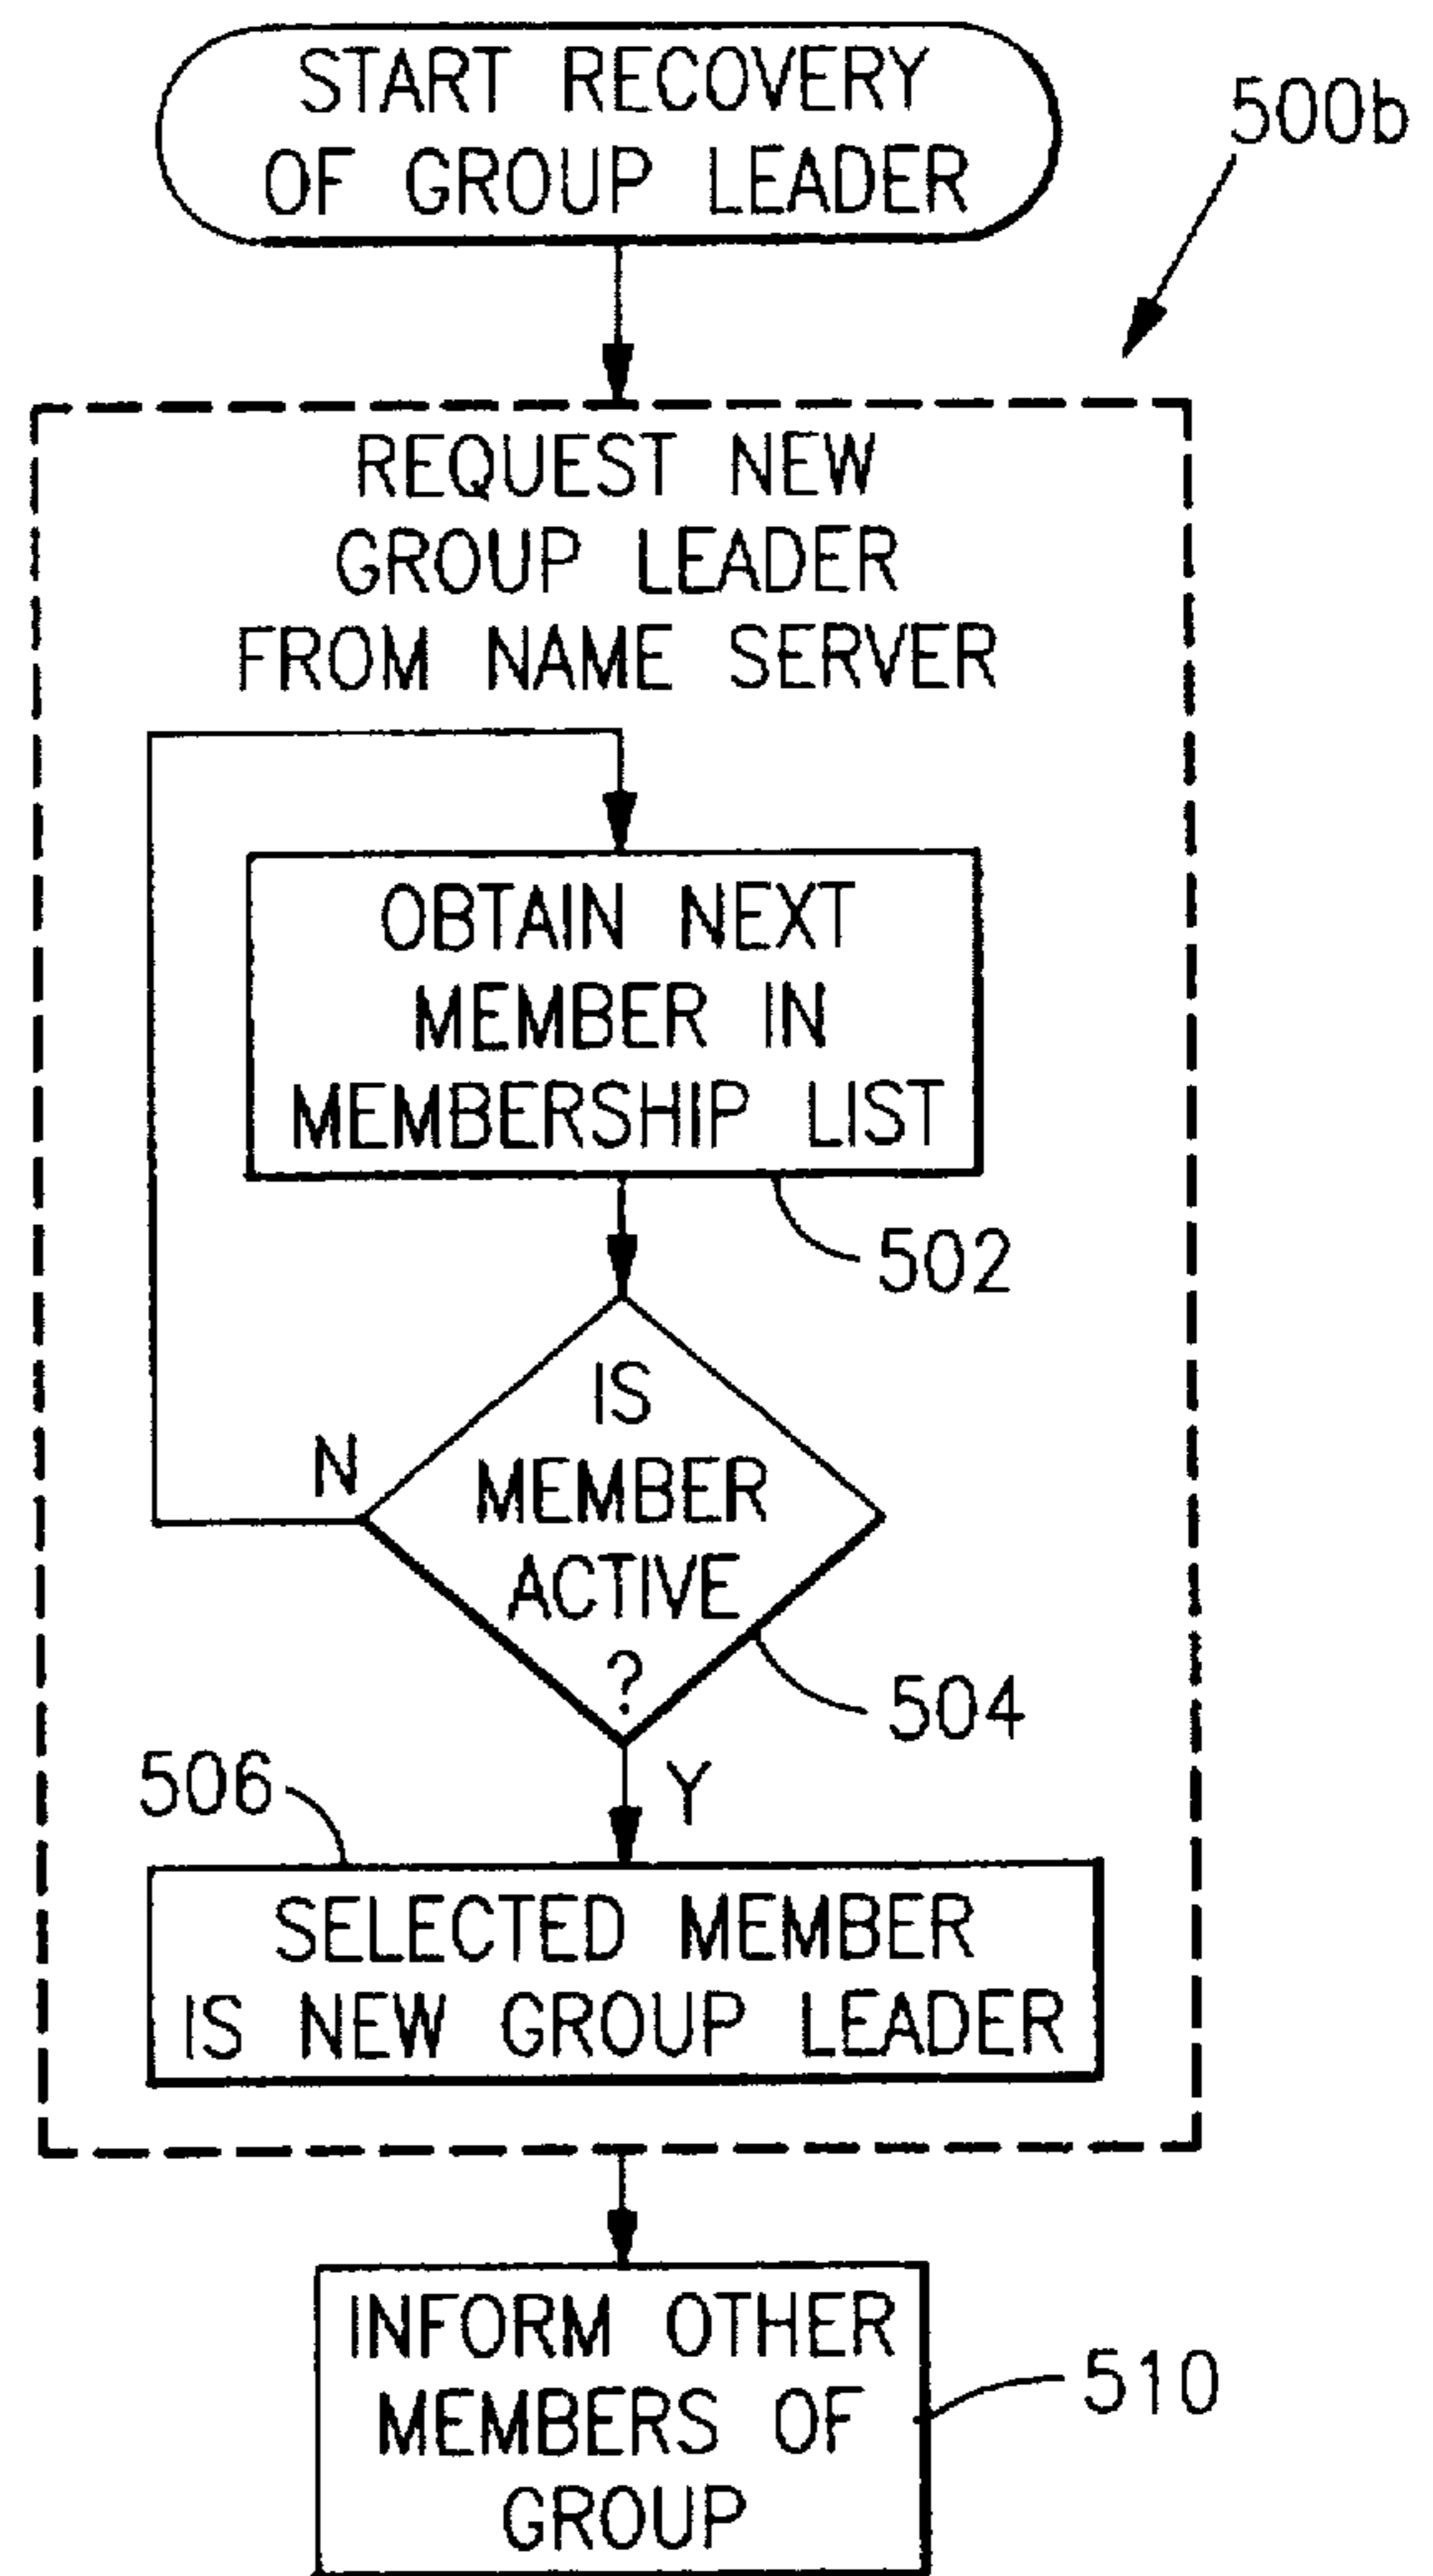 START RECOVERY
OF GROUP LEADER
500b
REQUEST NEW
GROUP LEADER
FROM NAME SERVER
OBTAIN NEXT
MEMBER IN
MEMBERSHIP LIST
502
IS
MEMBER
ACTIVE
?
N
504
Y
506
SELECTED MEMBER
IS NEW GROUP LEADER
INFORM OTHER
MEMBERS OF
GROUP
510